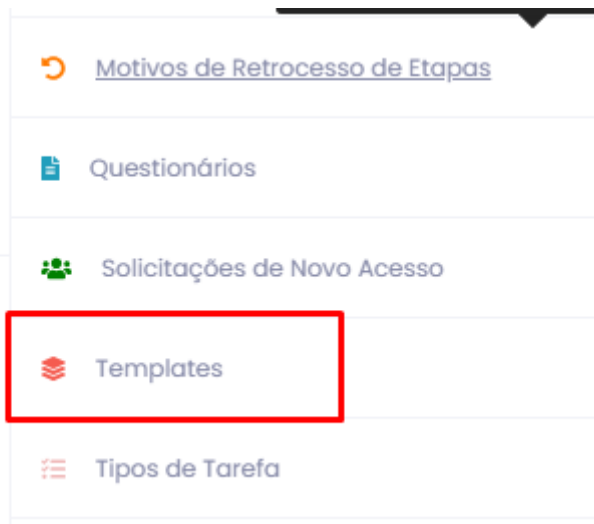 Motivos de Retrocesso de Etapas
Questionários
Solicitações de Novo Acesso
Templates
Tipos de Tarefa